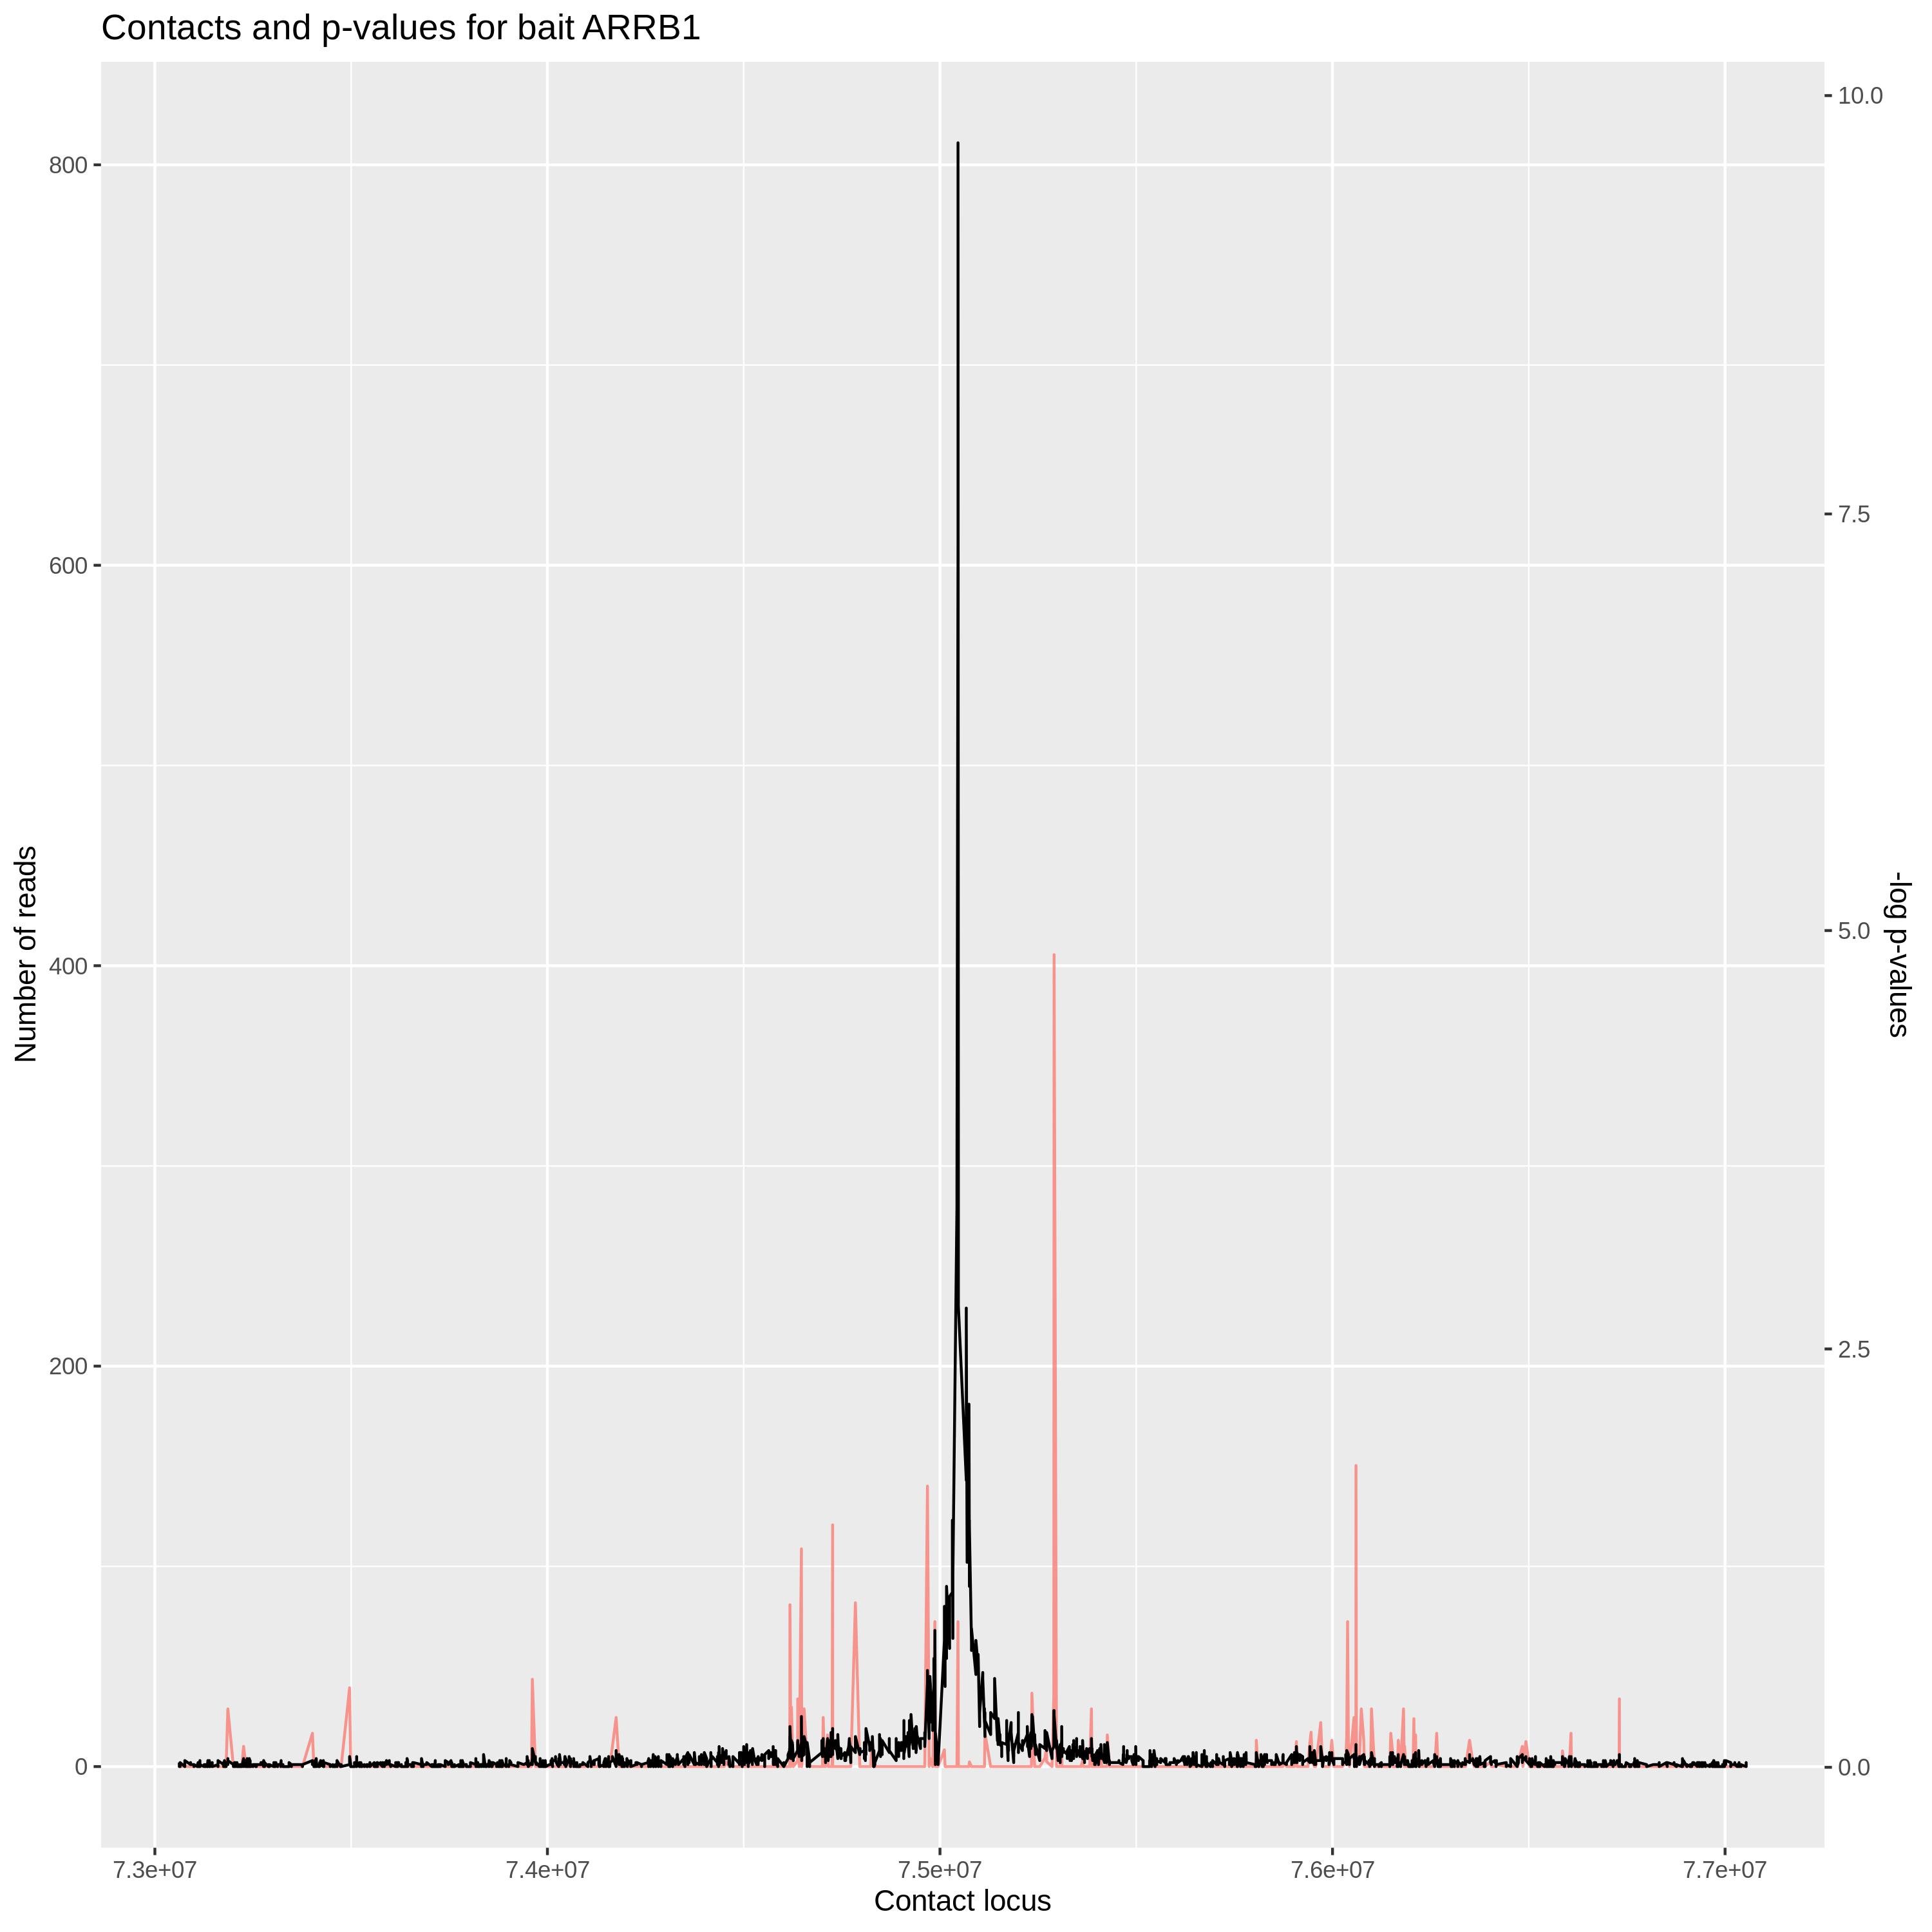 Contacts and p-values for bait ARRB1
800
600
400
200
0
Number of reads
10.0
7.5
5.0
2.5
0.0
-log p-values
7.3e+07
7.4e+07
7.5e+07
7.6e+07
7.7e+07
Contact locus